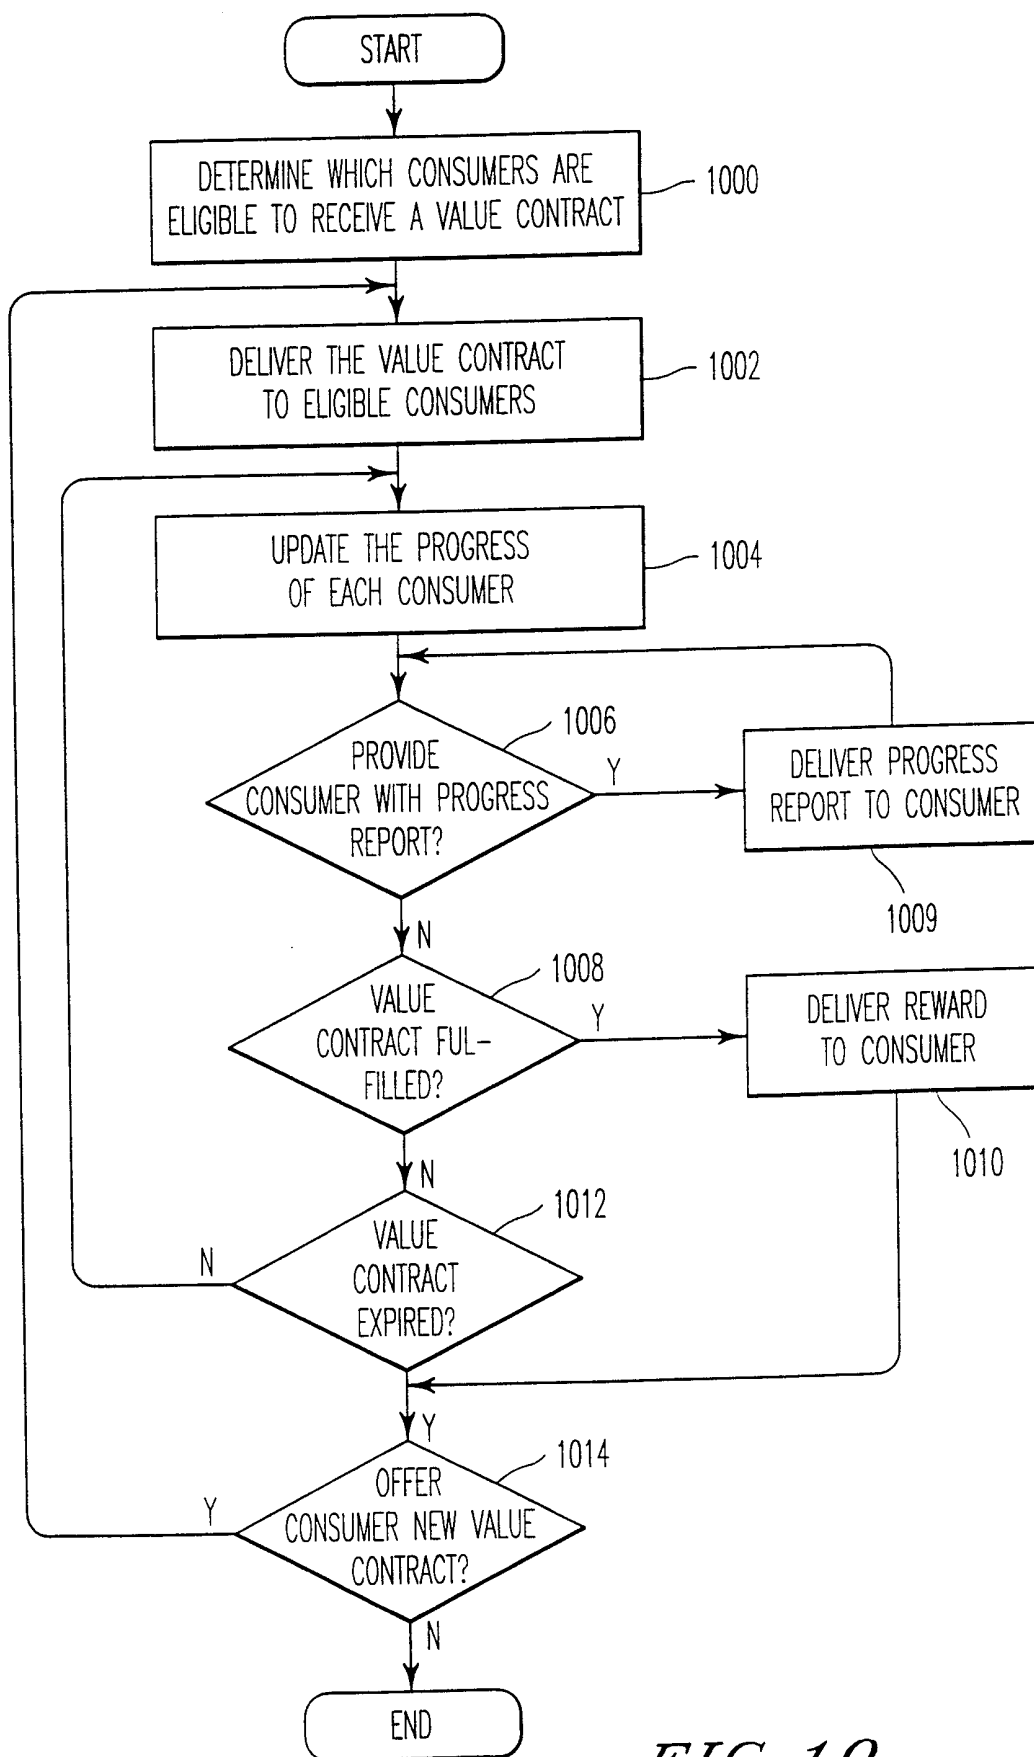 START
DETERMINE WHICH CONSUMERS ARE
ELIGIBLE TO RECEIVE A VALUE CONTRACT
1000
DELIVER THE VALUE CONTRACT
TO ELIGIBLE CONSUMERS
1002
UPDATE THE PROGRESS
OF EACH CONSUMER
1004
PROVIDE
CONSUMER WITH PROGRESS
REPORT?
1006
Y
DELIVER PROGRESS
REPORT TO CONSUMER
1009
N
VALUE
CONTRACT FUL-
FILLED?
1008
Y
DELIVER REWARD
TO CONSUMER
1010
N
VALUE
CONTRACT
EXPIRED?
1012
N
Y
OFFER
CONSUMER NEW VALUE
CONTRACT?
1014
Y
N
END